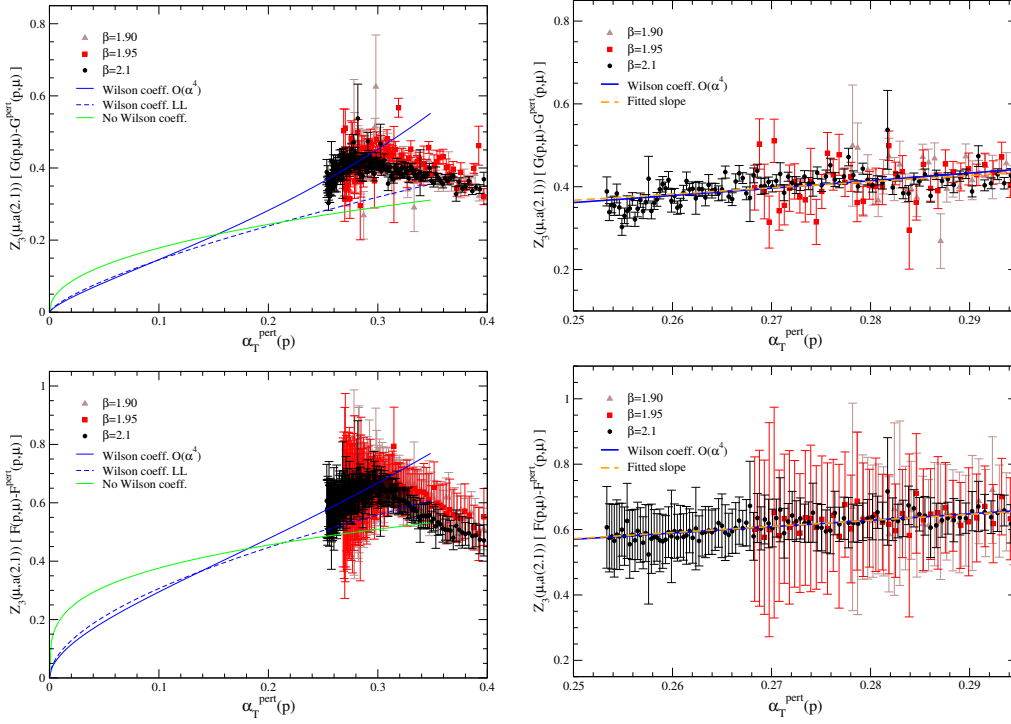 Z₃(μ,a(2.1)) [ G(p,μ)-G^pert(p,μ) ]
0.8
0.6
0.4
0.2
0
β=1.90
β=1.95
β=2.1
Wilson coeff. O(α⁴)
Wilson coeff. LL
No Wilson coeff.
0 0.1 0.2 0.3 0.4
α_T^pert(p)
Z₃(μ,a(2.1)) [ G(p,μ)-G^pert(p,μ) ]
0.8
0.6
0.4
0.2
β=1.90
β=1.95
β=2.1
Wilson coeff. O(α⁴)
Fitted slope
0.25 0.26 0.27 0.28 0.29
α_T^pert(p)
Z₃(μ,a(2.1)) [ F(p,μ)-F^pert(p,μ) ]
1
0.8
0.6
0.4
0.2
0
β=1.90
β=1.95
β=2.1
Wilson coeff. O(α⁴)
Wilson coeff. LL
No Wilson coeff.
0 0.1 0.2 0.3 0.4
α_T^pert(p)
Z₃(μ,a(2.1)) [ F(p,μ)-F^pert(p,μ) ]
1
0.8
0.6
0.4
0.2
β=1.90
β=1.95
β=2.1
Wilson coeff. O(α⁴)
Fitted slope
0.25 0.26 0.27 0.28 0.29
α_T^pert(p)